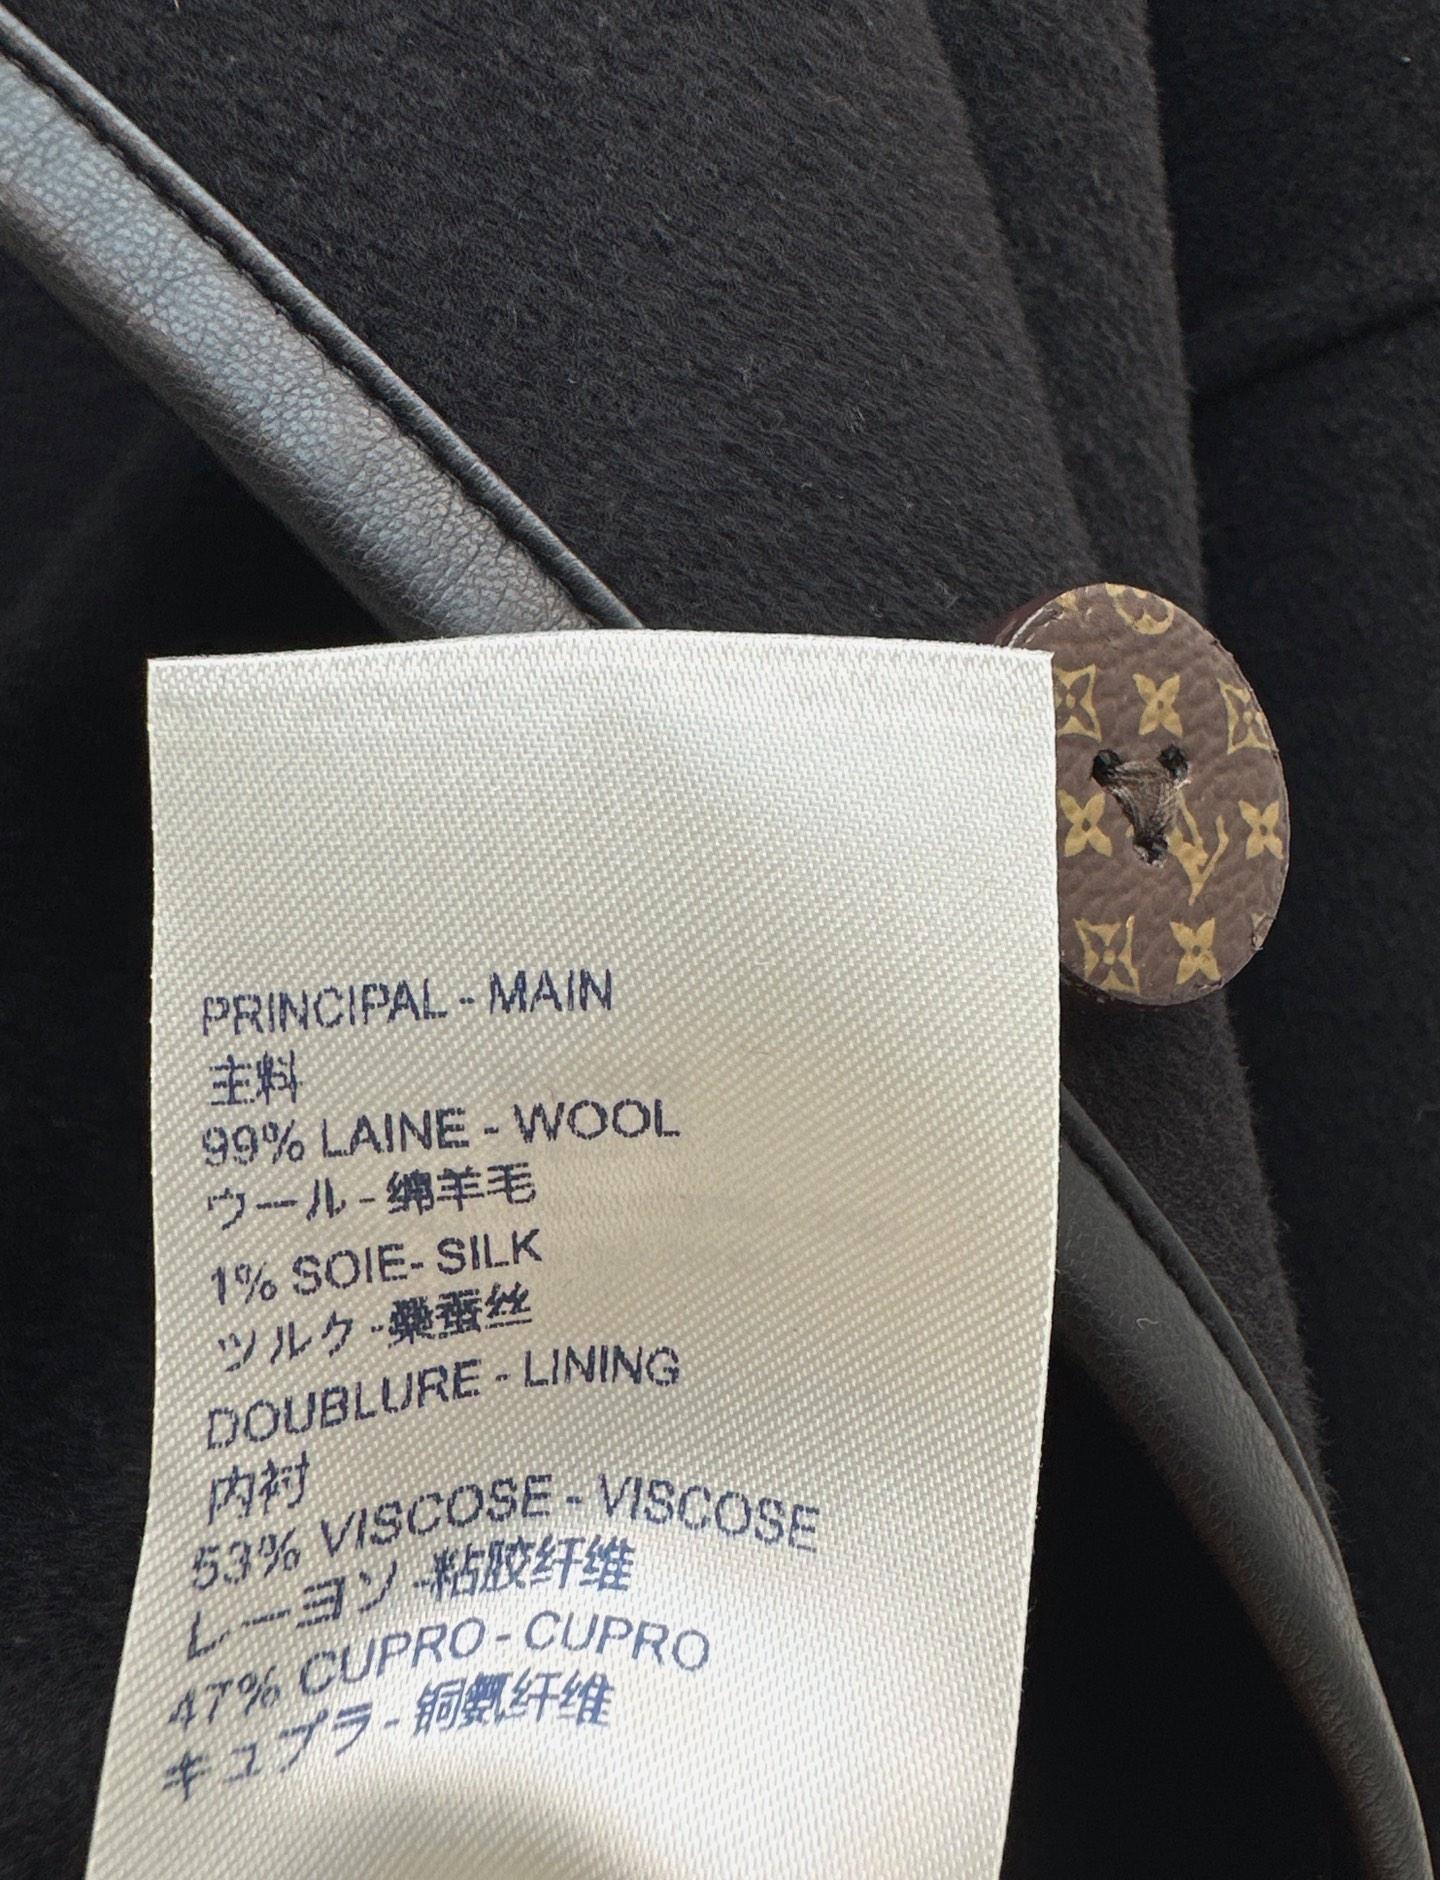 PRINCIPAL - MAIN
主料
99% LAINE - WOOL
ウール - 绵羊毛
1% SOIE- SILK
ツルク - 桑蚕丝
DOUBLURE - LINING
内衬
53% VISCOSE - VISCOSE
レーヨン - 粘胶纤维
47% CUPRO - CUPRO
キュプラ - 铜氨纤维